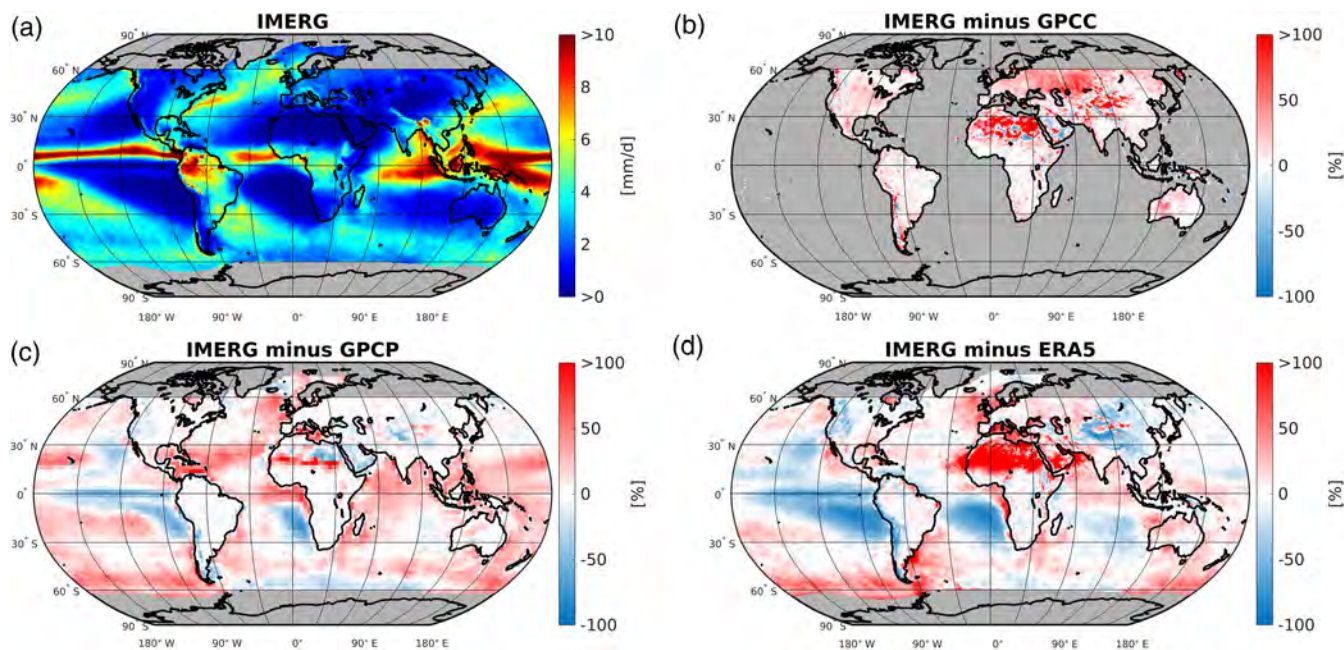 (a)
IMERG
90° N
60° N
30° N
0°
30° S
60° S
90° S
180° W
90° W
0°
90° E
180° E
>10
8
6
4
2
>0
[mm/d]
(b)
IMERG minus GPCC
90° N
60° N
30° N
0°
30° S
60° S
90° S
180° W
90° W
0°
90° E
180° E
>100
50
0
-50
-100
[%]
(c)
IMERG minus GPCP
90° N
60° N
30° N
0°
30° S
60° S
90° S
180° W
90° W
0°
90° E
180° E
>100
50
0
-50
-100
[%]
(d)
IMERG minus ERA5
90° N
60° N
30° N
0°
30° S
60° S
90° S
180° W
90° W
0°
90° E
180° E
>100
50
0
-50
-100
[%]